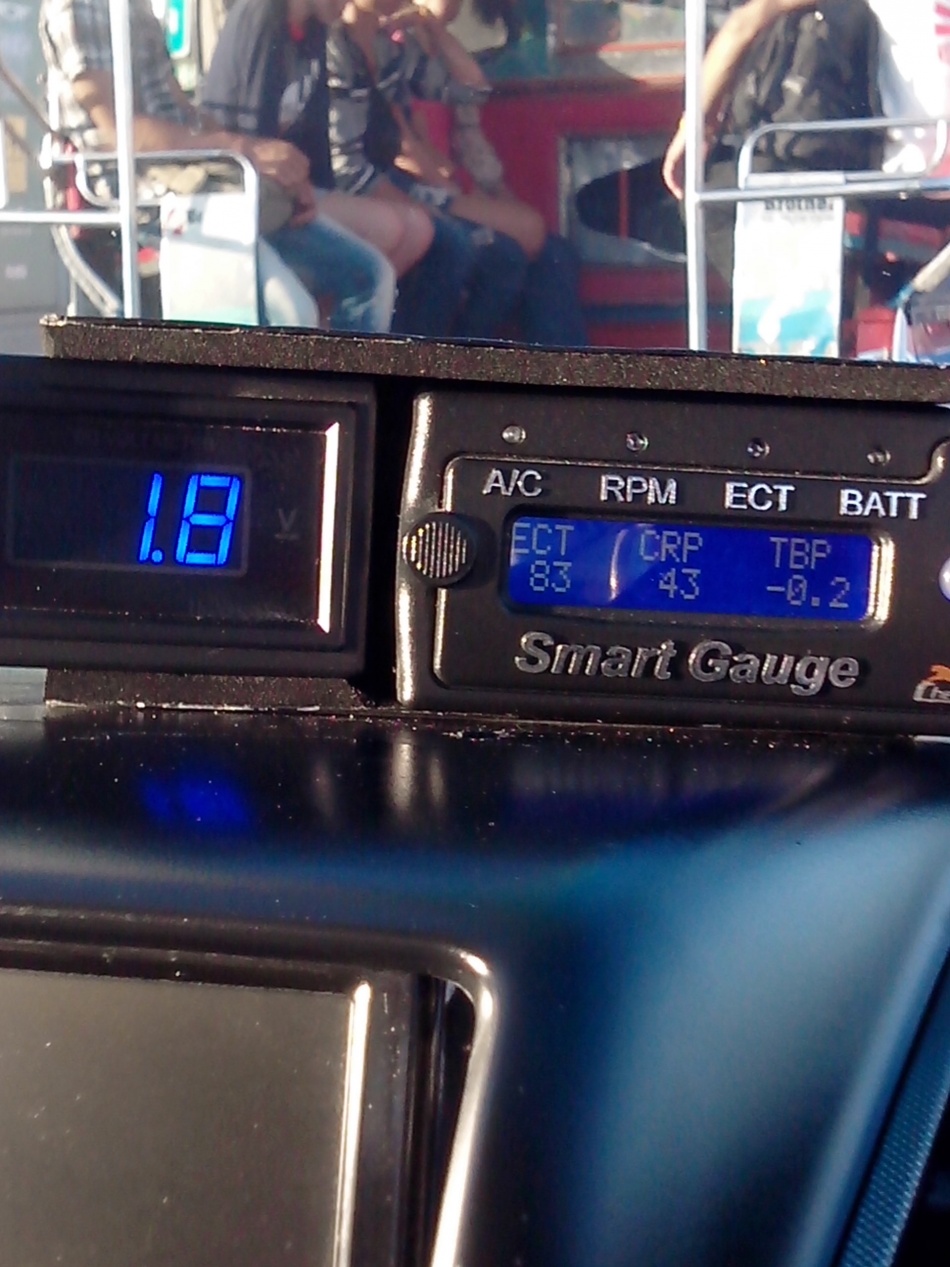 1.8 V
A/C RPM ECT BATT
ECT CRP TBP
83 43 -0.2
Smart Gauge